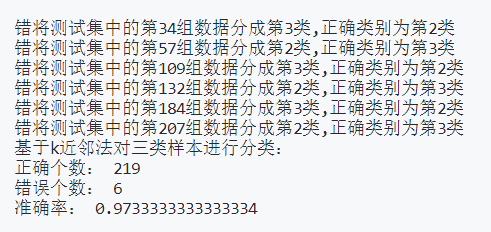 错将测试集中的第34组数据分成第3类,正确类别为第2类
错将测试集中的第57组数据分成第2类,正确类别为第3类
错将测试集中的第109组数据分成第3类,正确类别为第2类
错将测试集中的第132组数据分成第2类,正确类别为第3类
错将测试集中的第184组数据分成第3类,正确类别为第2类
错将测试集中的第207组数据分成第2类,正确类别为第3类
基于k近邻法对三类样本进行分类:
正确个数: 219
错误个数: 6
准确率: 0.9733333333333334